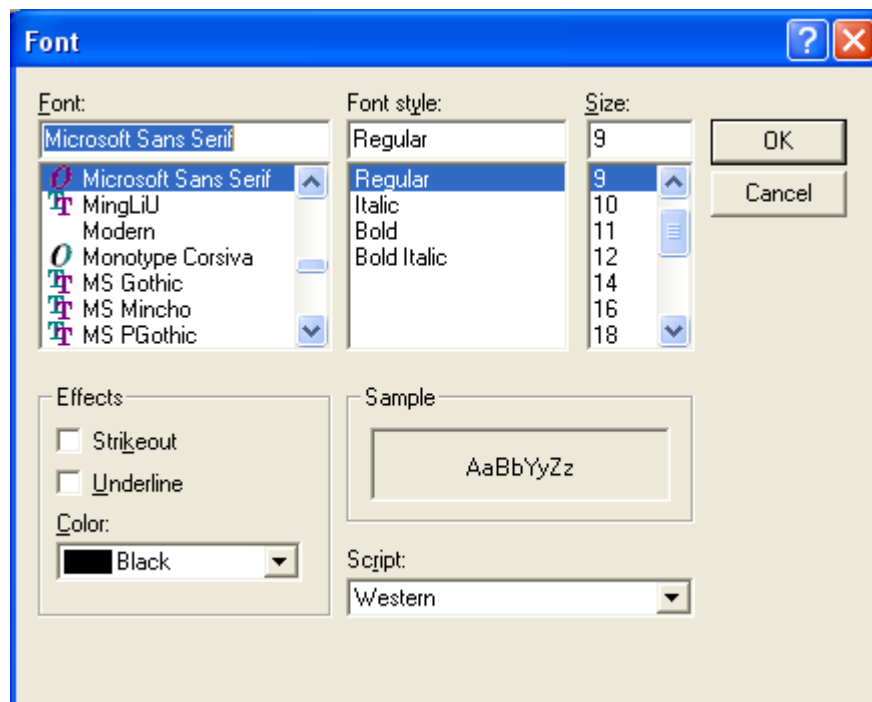 Font
Font:
Microsoft Sans Serif
Microsoft Sans Serif
MingLiU
Modern
Monotype Corsiva
MS Gothic
MS Mincho
MS PGothic
Font style:
Regular
Regular
Italic
Bold
Bold Italic
Size:
9
9
10
11
12
14
16
18
OK
Cancel
Effects
Strikeout
Underline
Color:
Black
Sample
AaBbYyZz
Script:
Western